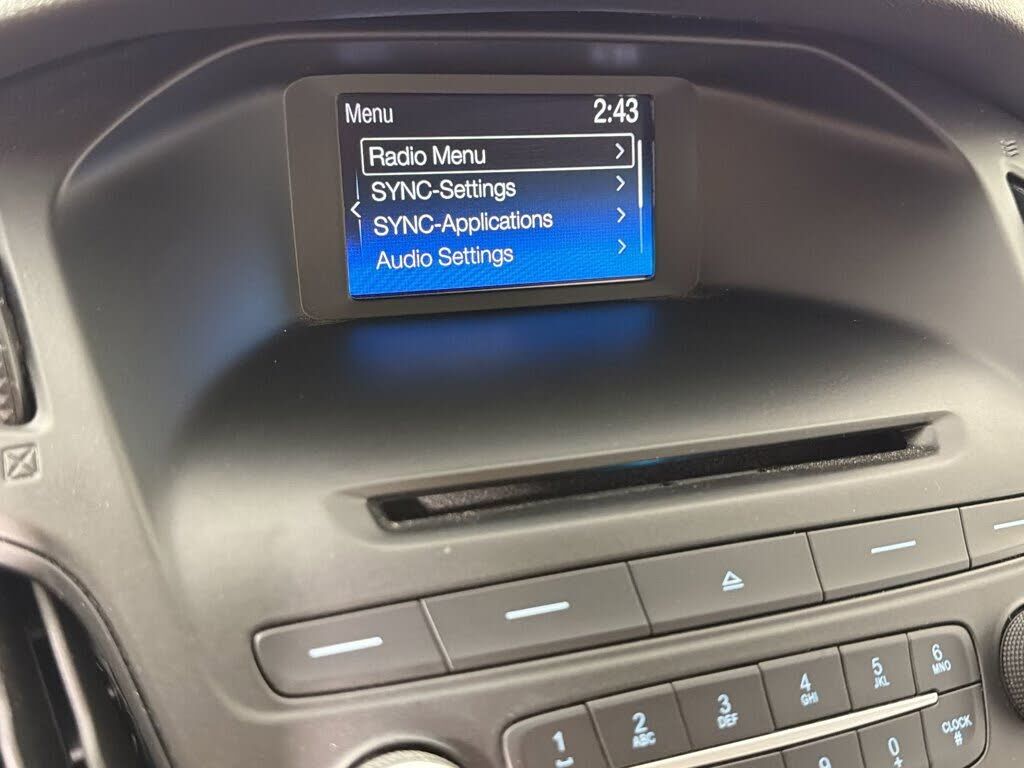 Menu 2:43
Radio Menu
SYNC-Settings
SYNC-Applications
Audio Settings
1 2 3 4 5 6
ABC DEF GHI JKL MNO
9 0 CLOCK
+ #